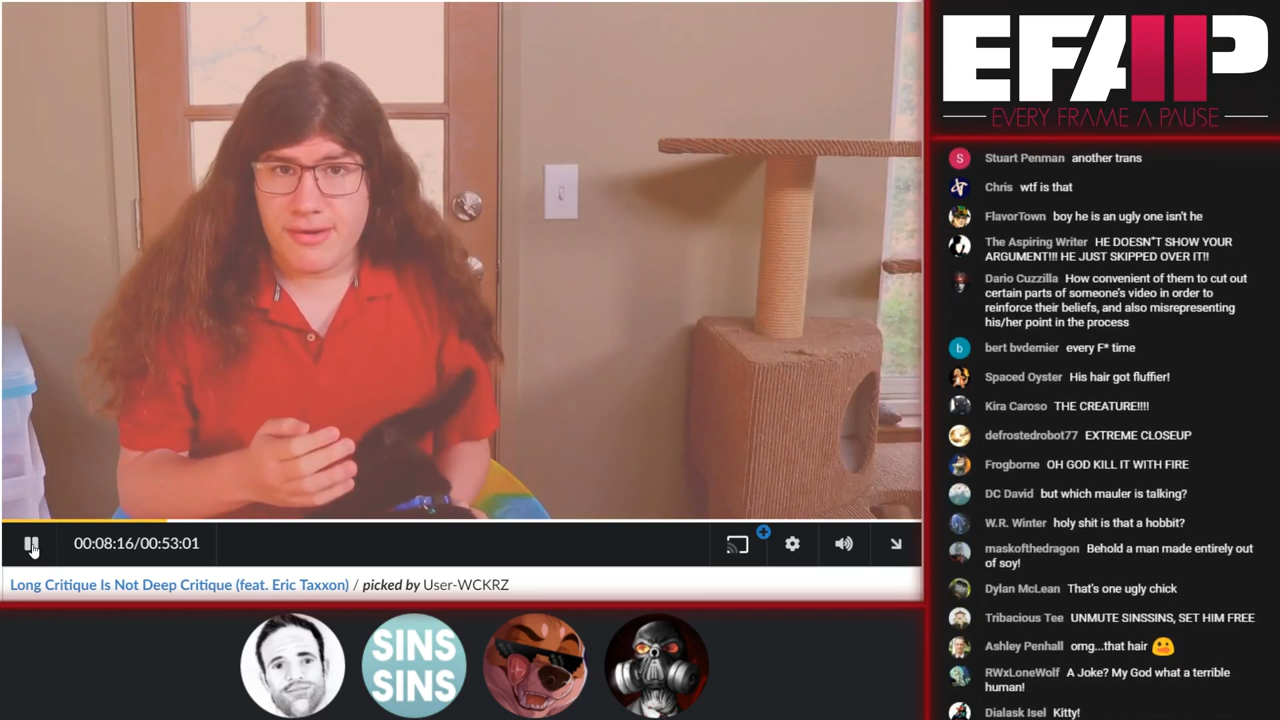 EFAP
EVERY FRAME A PAUSE
Stuart Penman another trans
Chris wtf is that
FlavorTown boy he is an ugly one isn't he
The Aspiring Writer HE DOESN"T SHOW YOUR
ARGUMENT!!! HE JUST SKIPPED OVER IT!!
Dario Cuzzilla How convenient of them to cut out
certain parts of someone's video in order to
reinforce their beliefs, and also misrepresenting
his/her point in the process
b bert bvdemier every F* time
Spaced Oyster His hair got fluffier!
Kira Caroso THE CREATURE!!!!
defrostedrobot77 EXTREME CLOSEUP
Frogborne OH GOD KILL IT WITH FIRE
DC David but which mauler is talking?
W.R. Winter holy shit is that a hobbit?
maskofthedragon Behold a man made entirely out
of soy!
Dylan McLean That's one ugly chick
Tribacious Tee UNMUTE SINSSINS, SET HIM FREE
Ashley Penhall omg...that hair
RWxLoneWolf A Joke? My God what a terrible
human!
Dialask Isel Kitty!
00:08:16/00:53:01
Long Critique Is Not Deep Critique (feat. Eric Taxxon) / picked by User-WCKRZ
SINS
SINS